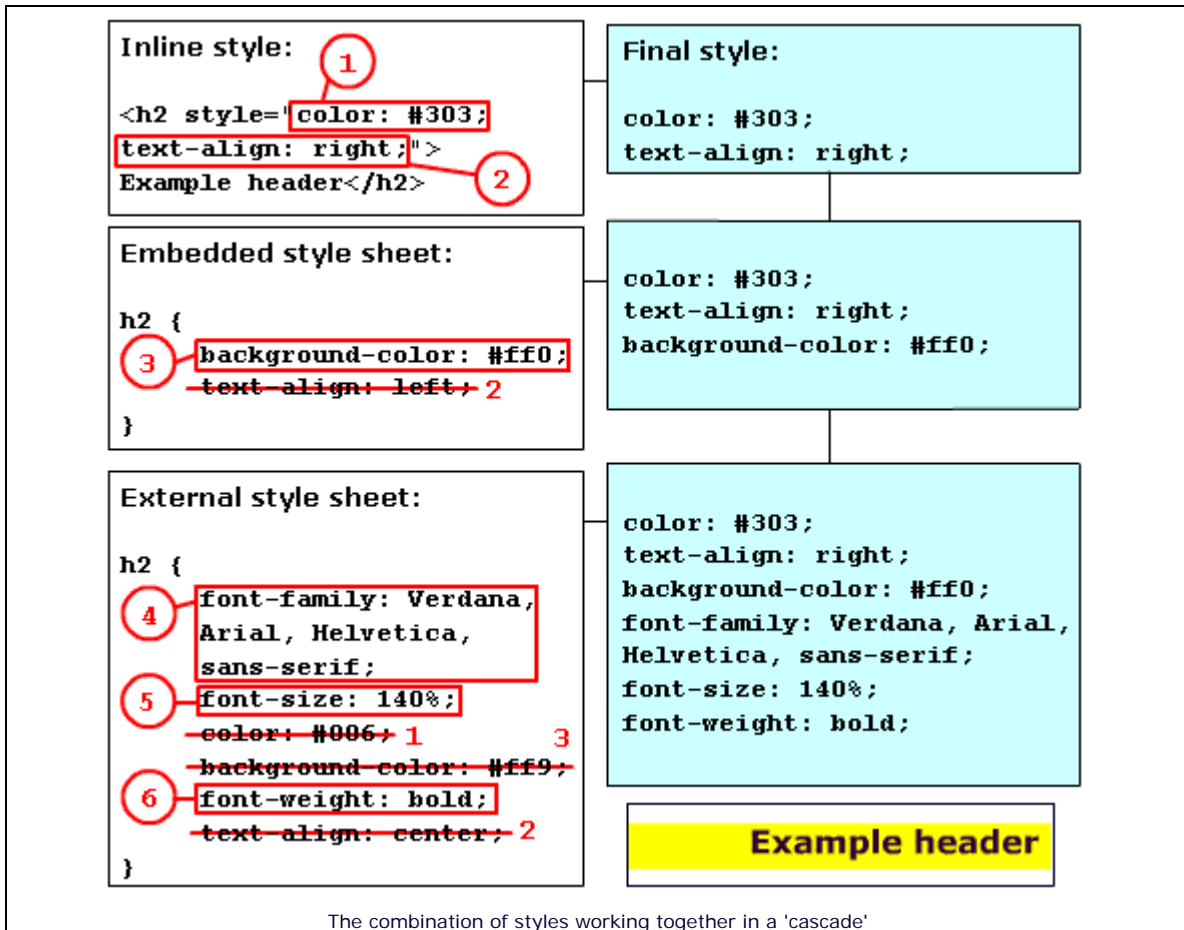 Inline style:
1
<h2 style="color: #303;
text-align: right;">
2
Example header</h2>
Final style:
color: #303;
text-align: right;
Embedded style sheet:
h2 {
3
background-color: #ff0;
text-align: left; 2
}
color: #303;
text-align: right;
background-color: #ff0;
External style sheet:
h2 {
4
font-family: Verdana,
Arial, Helvetica,
sans-serif;
5
font-size: 140%;
color: #006; 1
background-color: #ff9; 3
6
font-weight: bold;
text-align: center; 2
}
color: #303;
text-align: right;
background-color: #ff0;
font-family: Verdana, Arial,
Helvetica, sans-serif;
font-size: 140%;
font-weight: bold;
Example header
The combination of styles working together in a 'cascade'